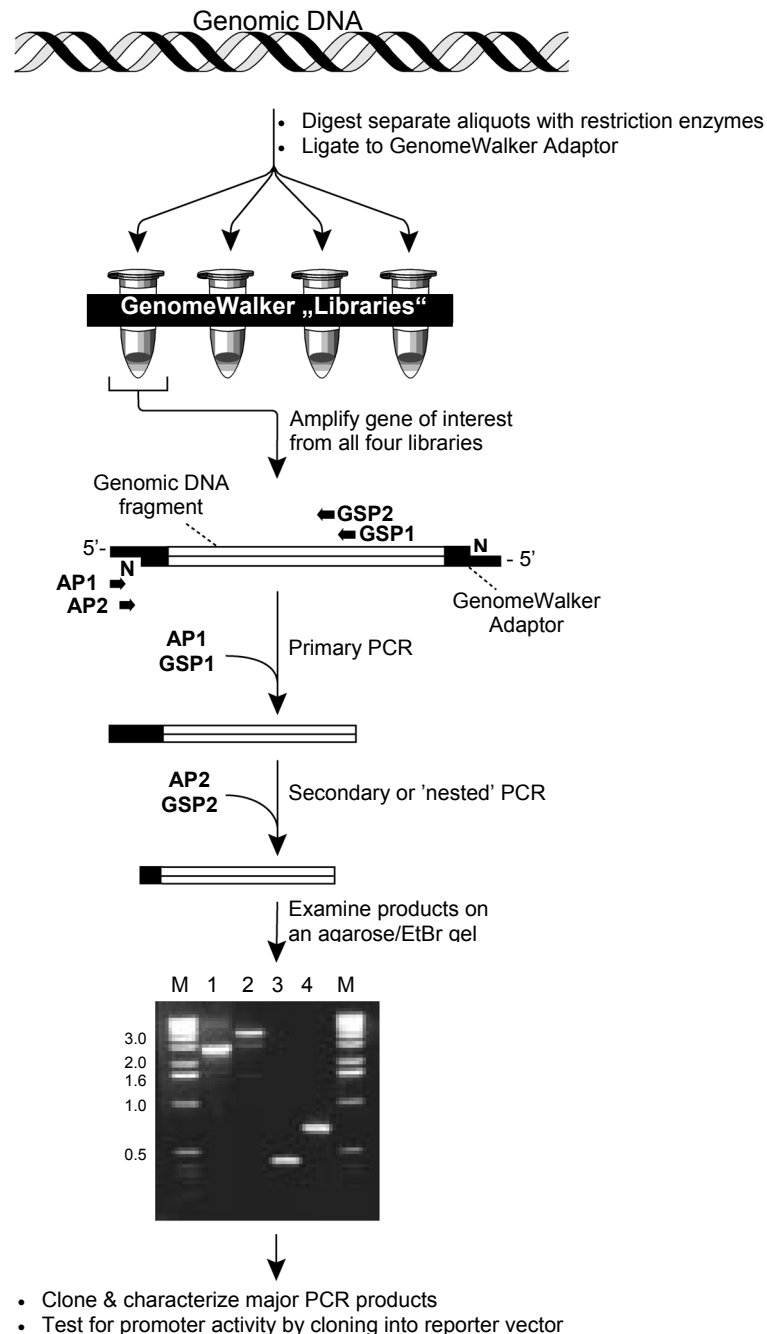 Genomic DNA
• Digest separate aliquots with restriction enzymes
• Ligate to GenomeWalker Adaptor
GenomeWalker „Libraries“
Amplify gene of interest
from all four libraries
Genomic DNA
fragment
GSP2
GSP1
5’-
N
N
- 5’
AP1
AP2
GenomeWalker
Adaptor
AP1
GSP1
Primary PCR
AP2
GSP2
Secondary or ’nested’ PCR
Examine products on
an agarose/EtBr gel
M 1 2 3 4 M
3.0
2.0
1.6
1.0
0.5
• Clone & characterize major PCR products
• Test for promoter activity by cloning into reporter vector